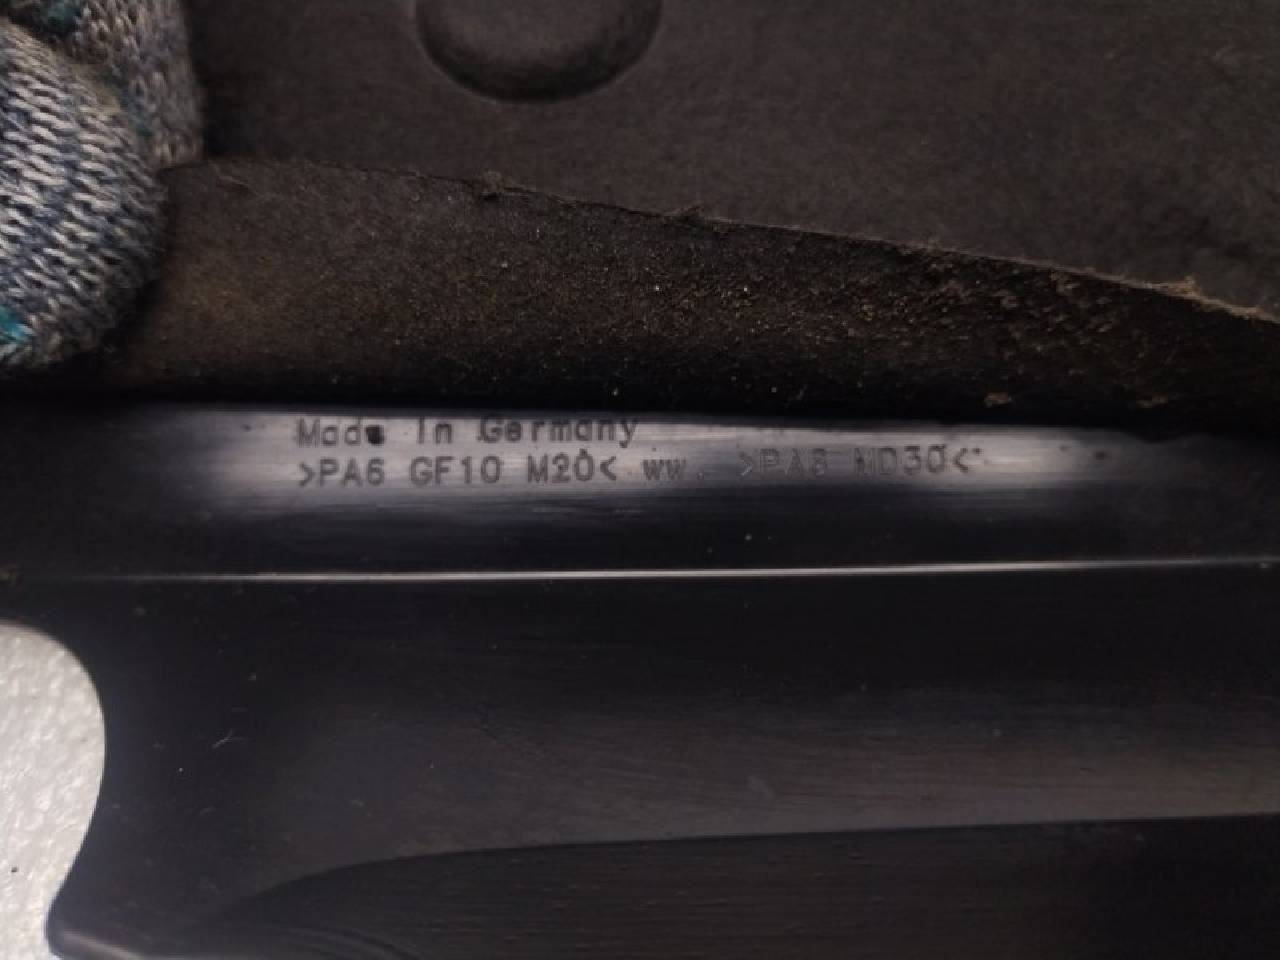 Made In Germany
>PA6 GF10 M20< ww. >PA6 MD30<